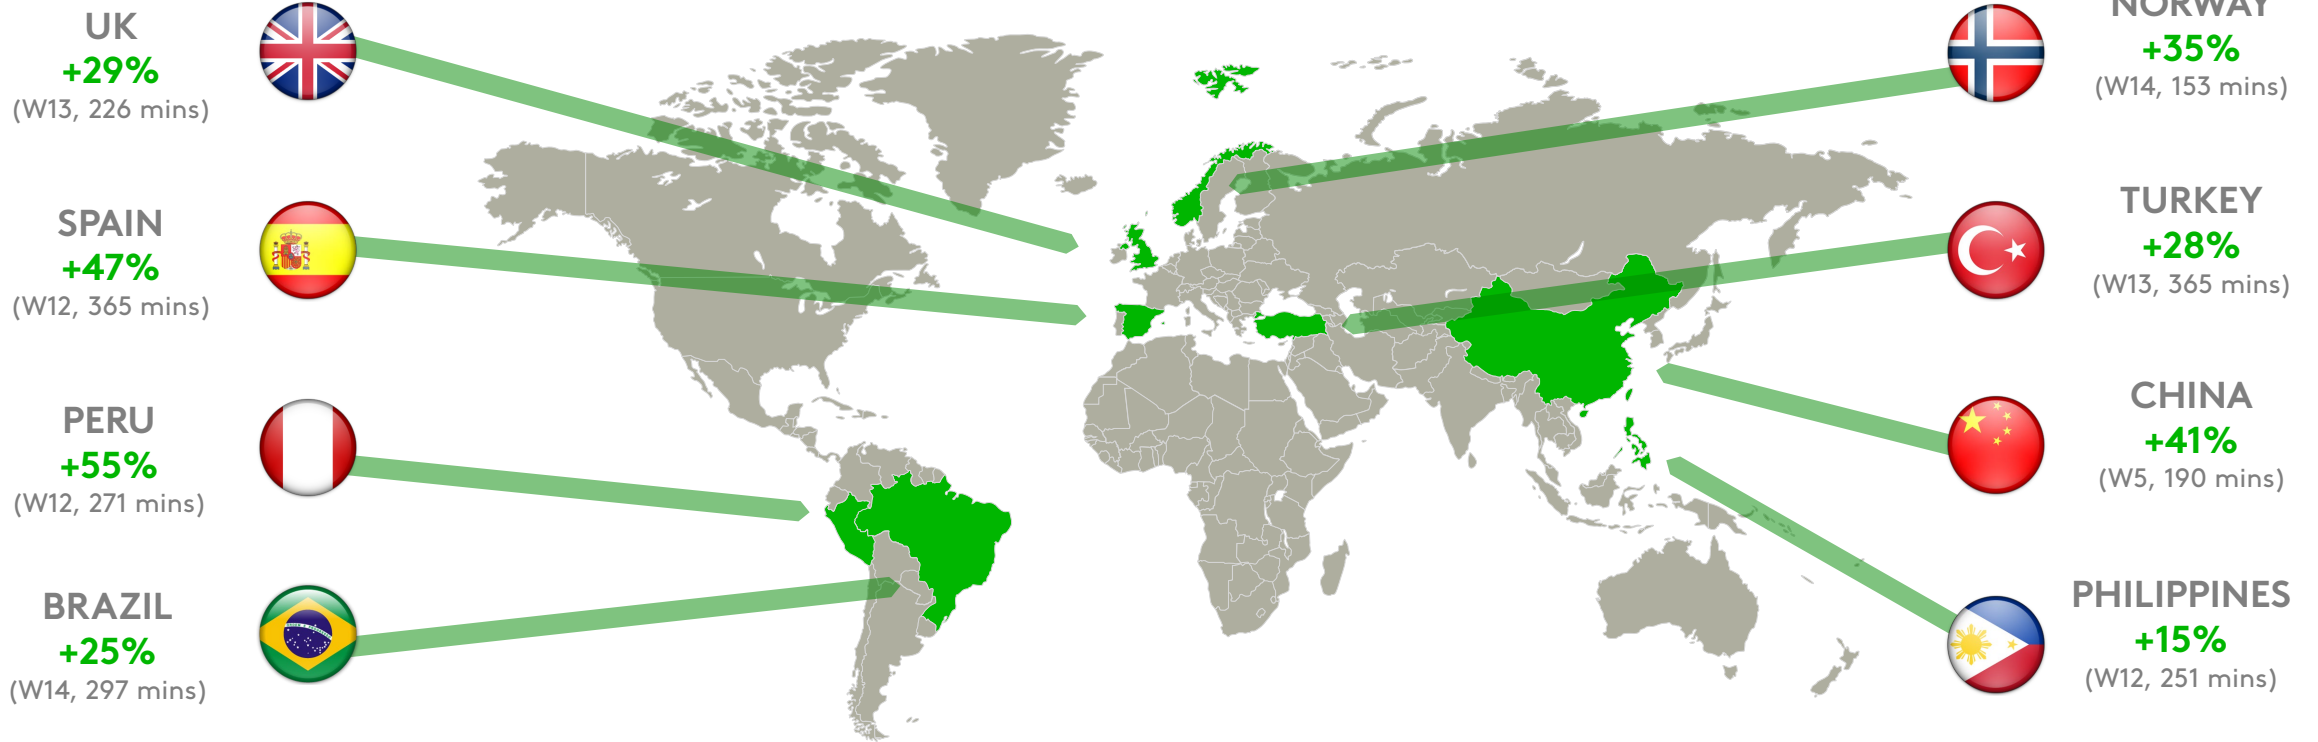 UK
+29%
(W13, 226 mins)
SPAIN
+47%
(W12, 365 mins)
PERU
+55%
(W12, 271 mins)
BRAZIL
+25%
(W14, 297 mins)
NORWAY
+35%
(W14, 153 mins)
TURKEY
+28%
(W13, 365 mins)
CHINA
+41%
(W5, 190 mins)
PHILIPPINES
+15%
(W12, 251 mins)